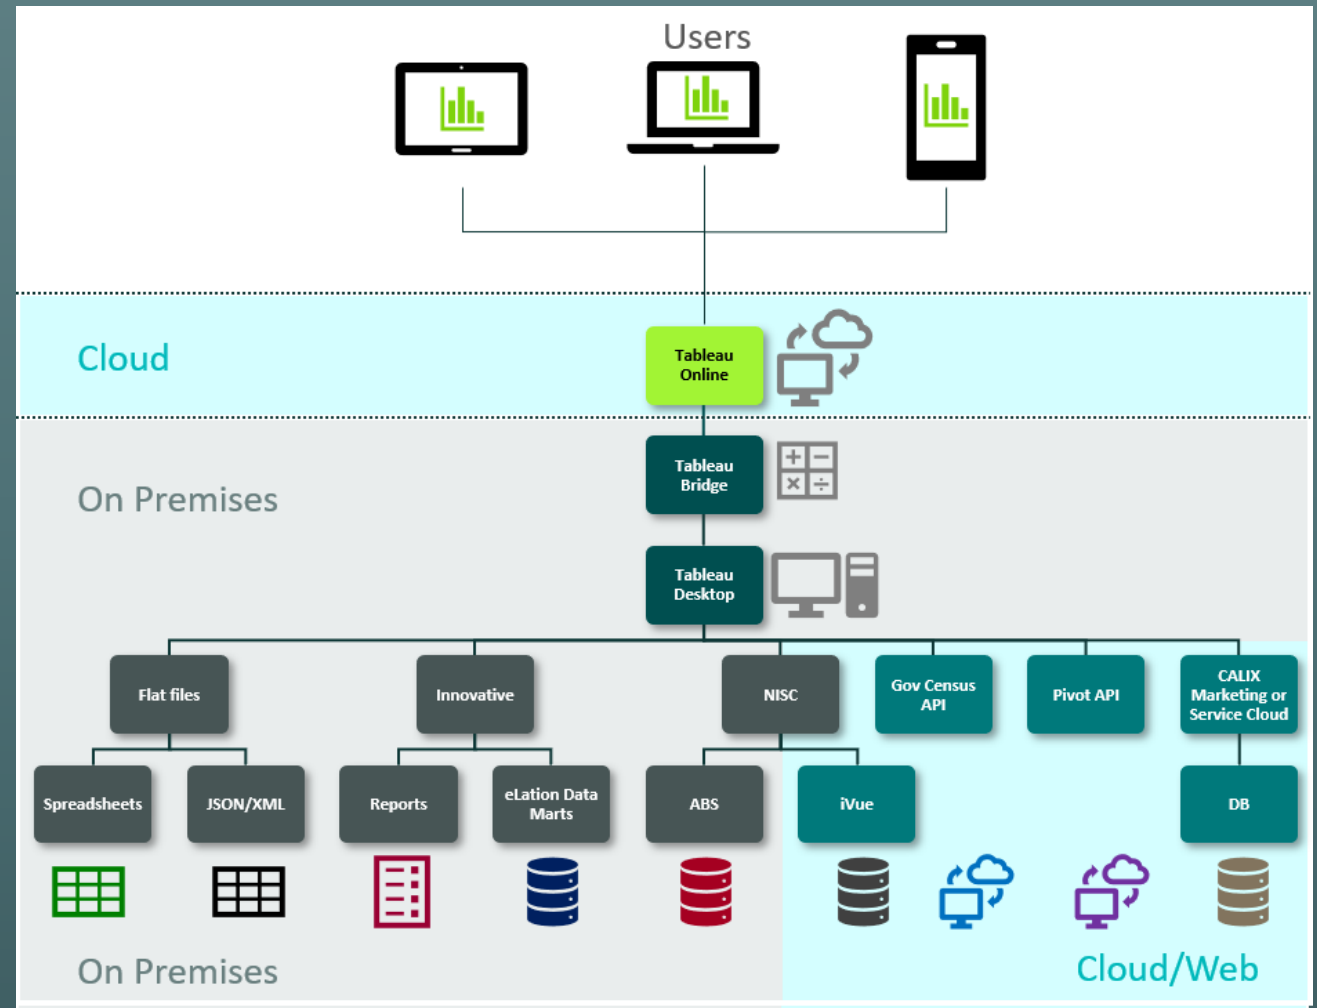 Users
Cloud
Tableau
Online
On Premises
Tableau
Bridge
Tableau
Desktop
Flat files
Innovative
NISC
Gov Census
API
Pivot API
CALIX
Marketing or
Service Cloud
Spreadsheets
JSON/XML
Reports
eLation Data
Marts
ABS
iVue
DB
On Premises
Cloud/Web